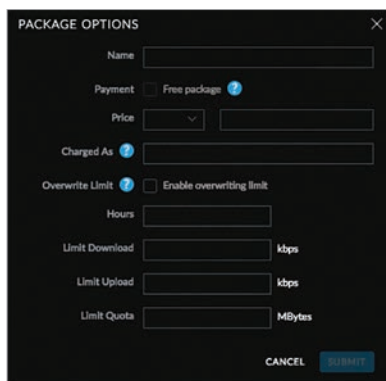 PACKAGE OPTIONS
Name
Payment Free package ?
Price
Charged As ?
Overwrite Limit ? Enable overwriting limit
Hours
Limit Download kbps
Limit Upload kbps
Limit Quota MBytes
CANCEL SUBMIT